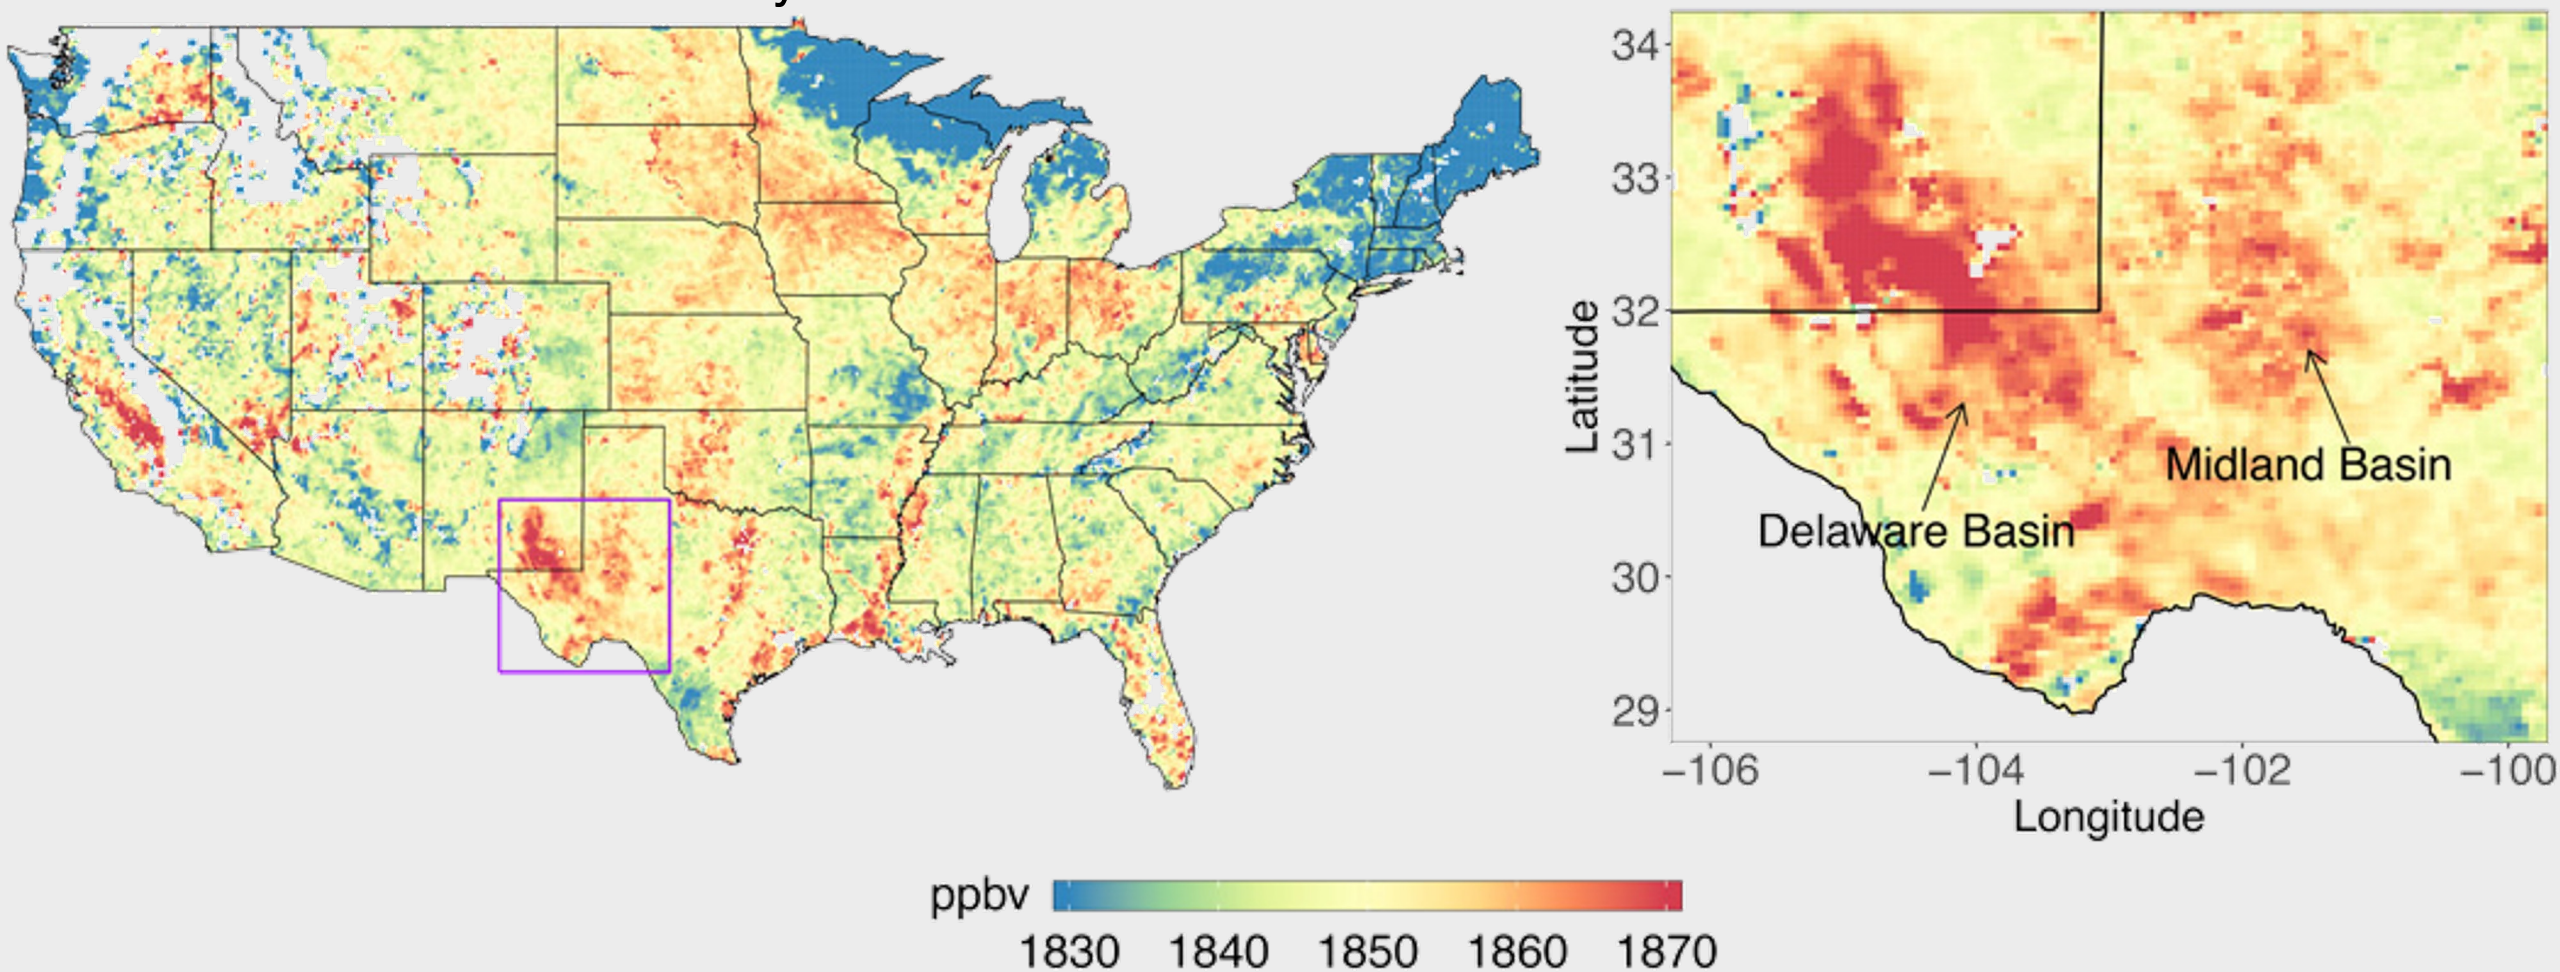 34
33
32
31
30
29
Latitude
Midland Basin
Delaware Basin
−106 −104 −102 −100
Longitude
ppbv
1830 1840 1850 1860 1870